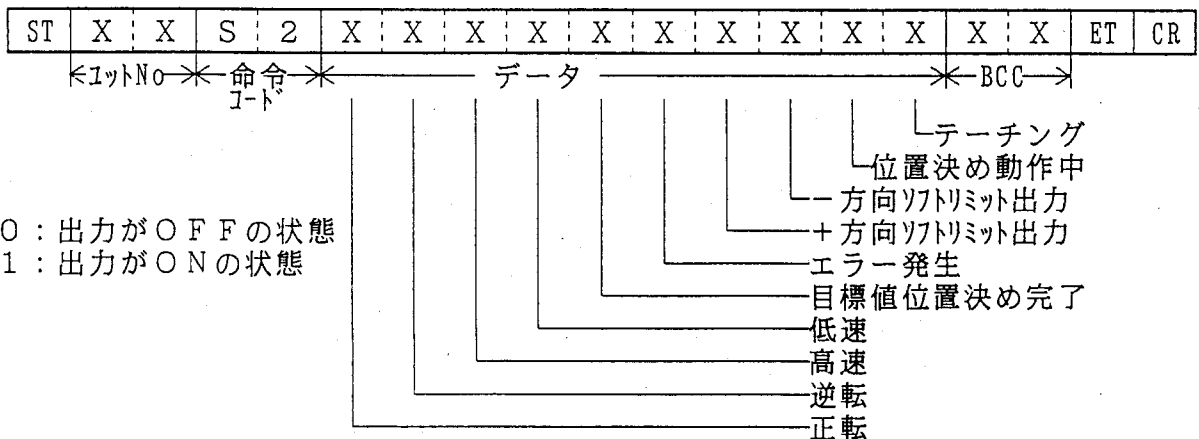 ST X X S 2 X X X X X X X X X X X X ET CR
ﾕﾆｯﾄNo 命令 データ BCC
ｺｰﾄﾞ
テーチング
位置決め動作中
－方向ｿﾌﾄﾘﾐｯﾄ出力
0：出力がOFFの状態
＋方向ｿﾌﾄﾘﾐｯﾄ出力
1：出力がONの状態
エラー発生
目標値位置決め完了
低速
高速
逆転
正転